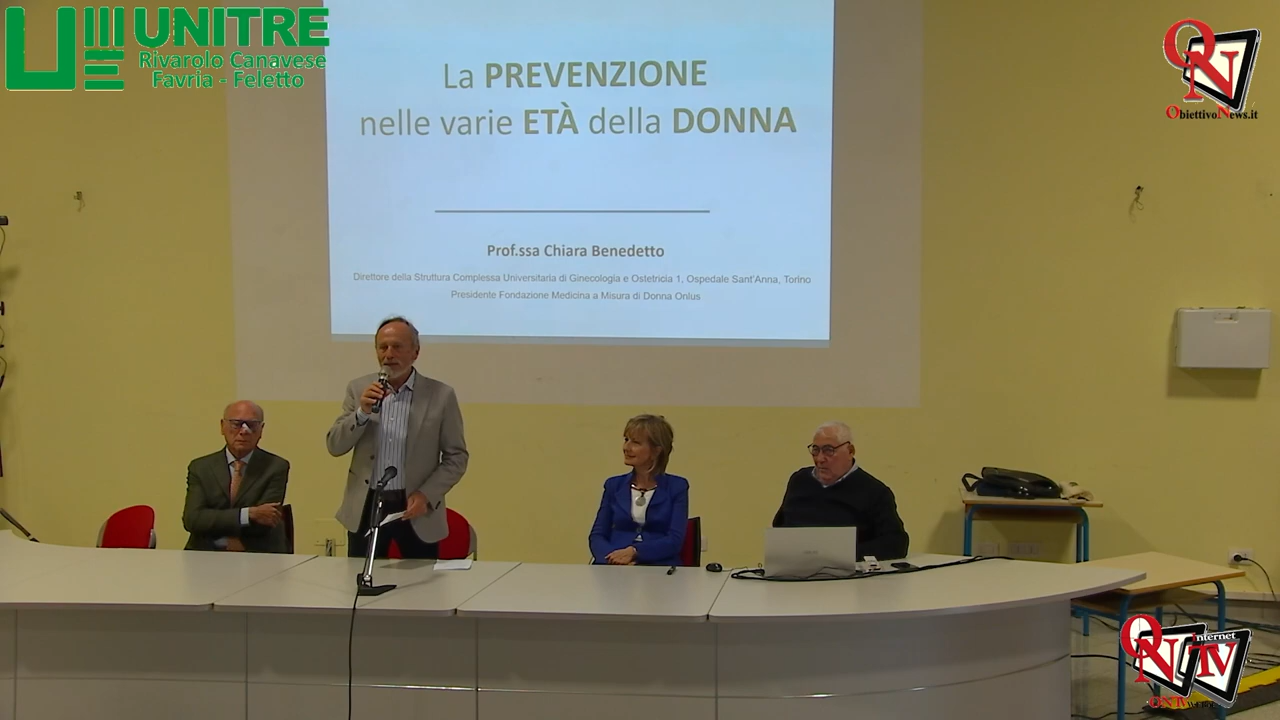 UNITRE
Rivarolo Canavese
Favria - Feletto
ON
ObiettivoNews.it
La PREVENZIONE
nelle varie ETÀ della DONNA
Prof.ssa Chiara Benedetto
Direttore della Struttura Complessa Universitaria di Ginecologia e Ostetricia 1, Ospedale Sant'Anna, Torino
Presidente Fondazione Medicina a Misura di Donna Onlus
internet
ON TV